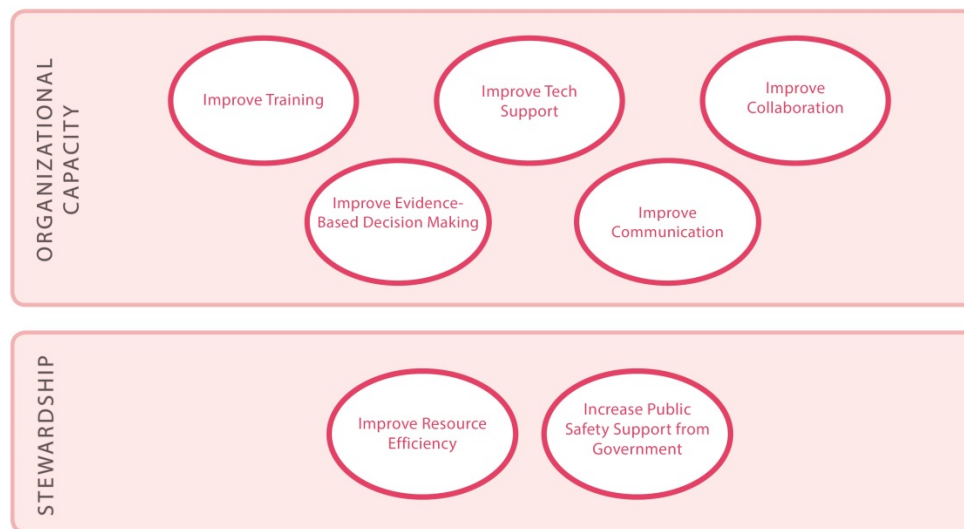 ORGANIZATIONAL
CAPACITY
Improve Training
Improve Tech
Support
Improve
Collaboration
Improve Evidence-
Based Decision Making
Improve
Communication
STEWARDSHIP
Improve Resource
Efficiency
Increase Public
Safety Support from
Government